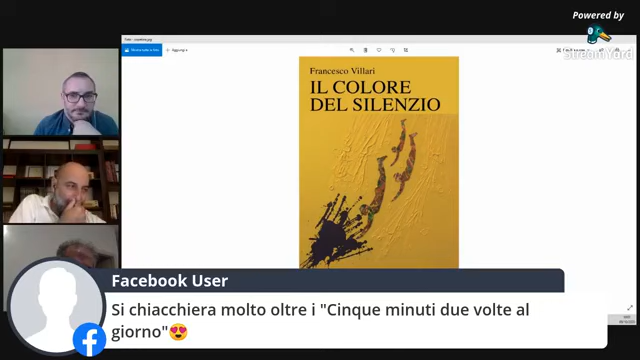 Powered by
StreamYard
Francesco Villari
IL COLORE
DEL SILENZIO
Facebook User
Si chiacchiera molto oltre i "Cinque minuti due volte al
giorno"😍